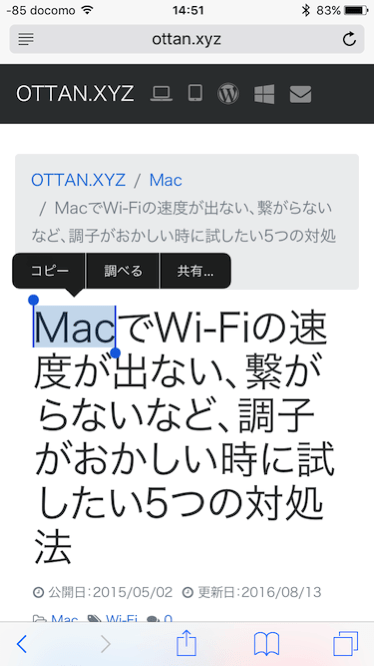 -85 docomo 14:51 83%
ottan.xyz
OTTAN.XYZ
OTTAN.XYZ / Mac
/ MacでWi-Fiの速度が出ない、繋がらない
など、調子がおかしい時に試したい5つの対処
コピー 調べる 共有...
MacでWi-Fiの速
度が出ない、繋が
らないなど、調子
がおかしい時に試
したい5つの対処
法
公開日:2015/05/02 更新日:2016/08/13
Mac Wi-Fi 0